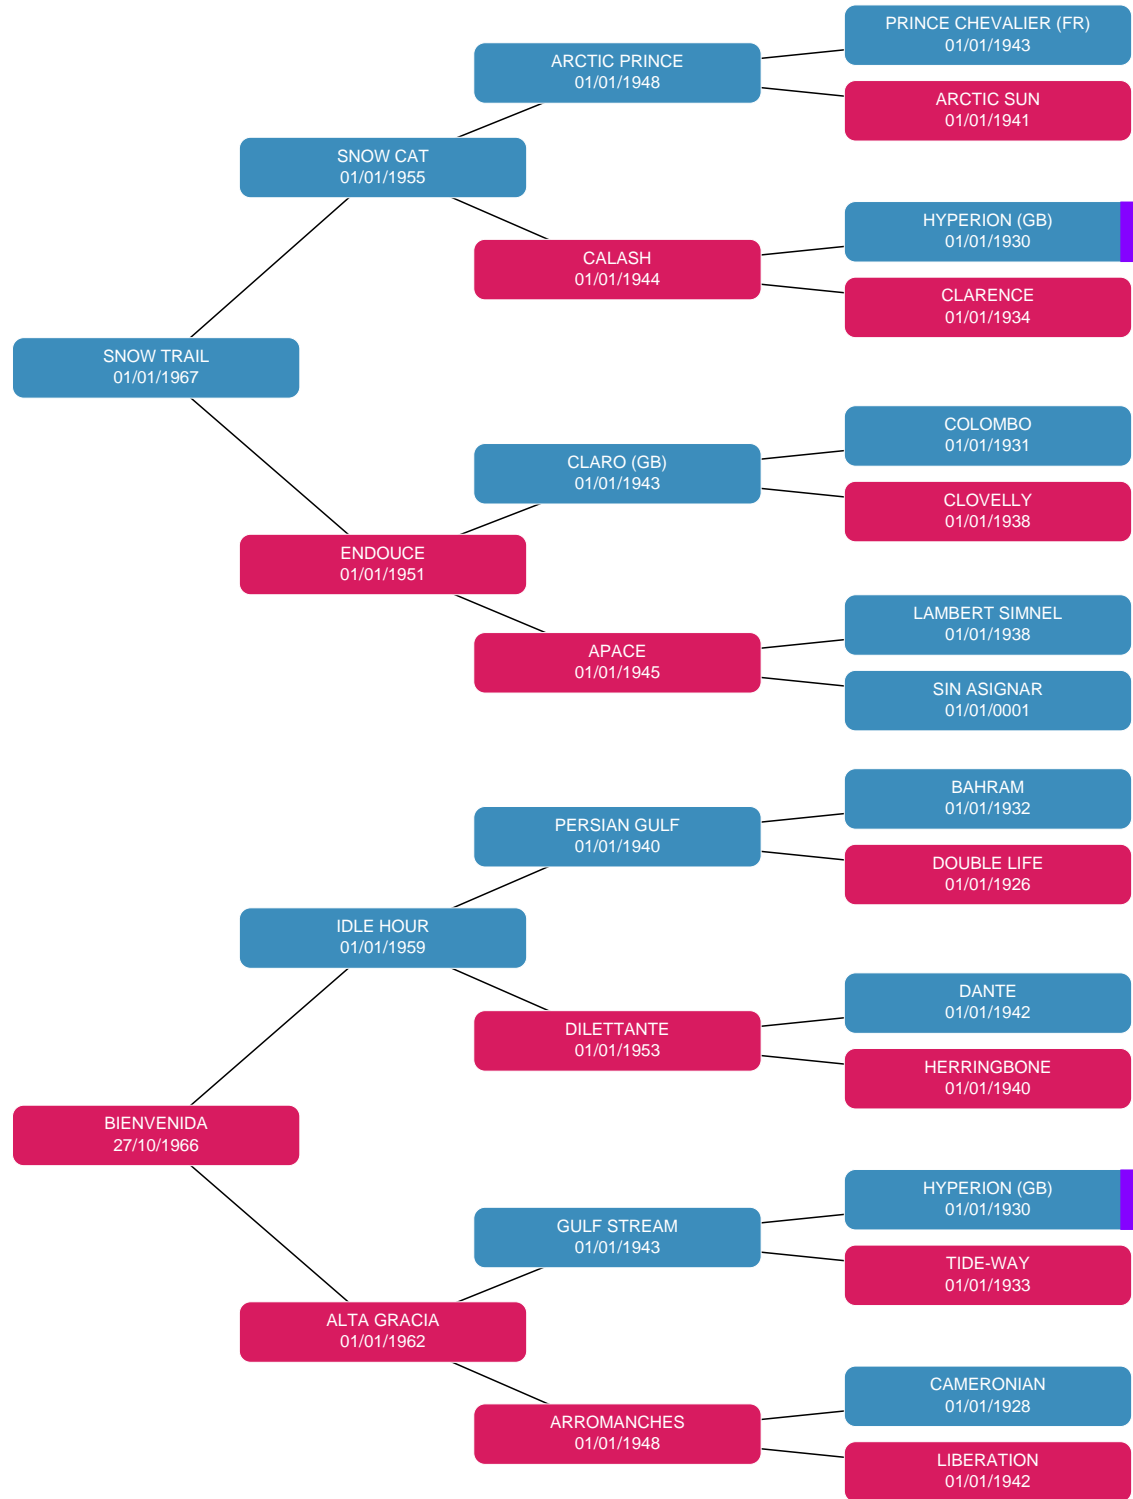 PRINCE CHEVALIER (FR)
01/01/1943
ARCTIC PRINCE
01/01/1948
ARCTIC SUN
01/01/1941
SNOW CAT
01/01/1955
HYPERION (GB)
01/01/1930
CALASH
01/01/1944
CLARENCE
01/01/1934
SNOW TRAIL
01/01/1967
COLOMBO
01/01/1931
CLARO (GB)
01/01/1943
CLOVELLY
01/01/1938
ENDOUCE
01/01/1951
LAMBERT SIMNEL
01/01/1938
APACE
01/01/1945
SIN ASIGNAR
01/01/0001
BAHRAM
01/01/1932
PERSIAN GULF
01/01/1940
DOUBLE LIFE
01/01/1926
IDLE HOUR
01/01/1959
DANTE
01/01/1942
DILETTANTE
01/01/1953
HERRINGBONE
01/01/1940
BIENVENIDA
27/10/1966
HYPERION (GB)
01/01/1930
GULF STREAM
01/01/1943
TIDE-WAY
01/01/1933
ALTA GRACIA
01/01/1962
CAMERONIAN
01/01/1928
ARROMANCHES
01/01/1948
LIBERATION
01/01/1942